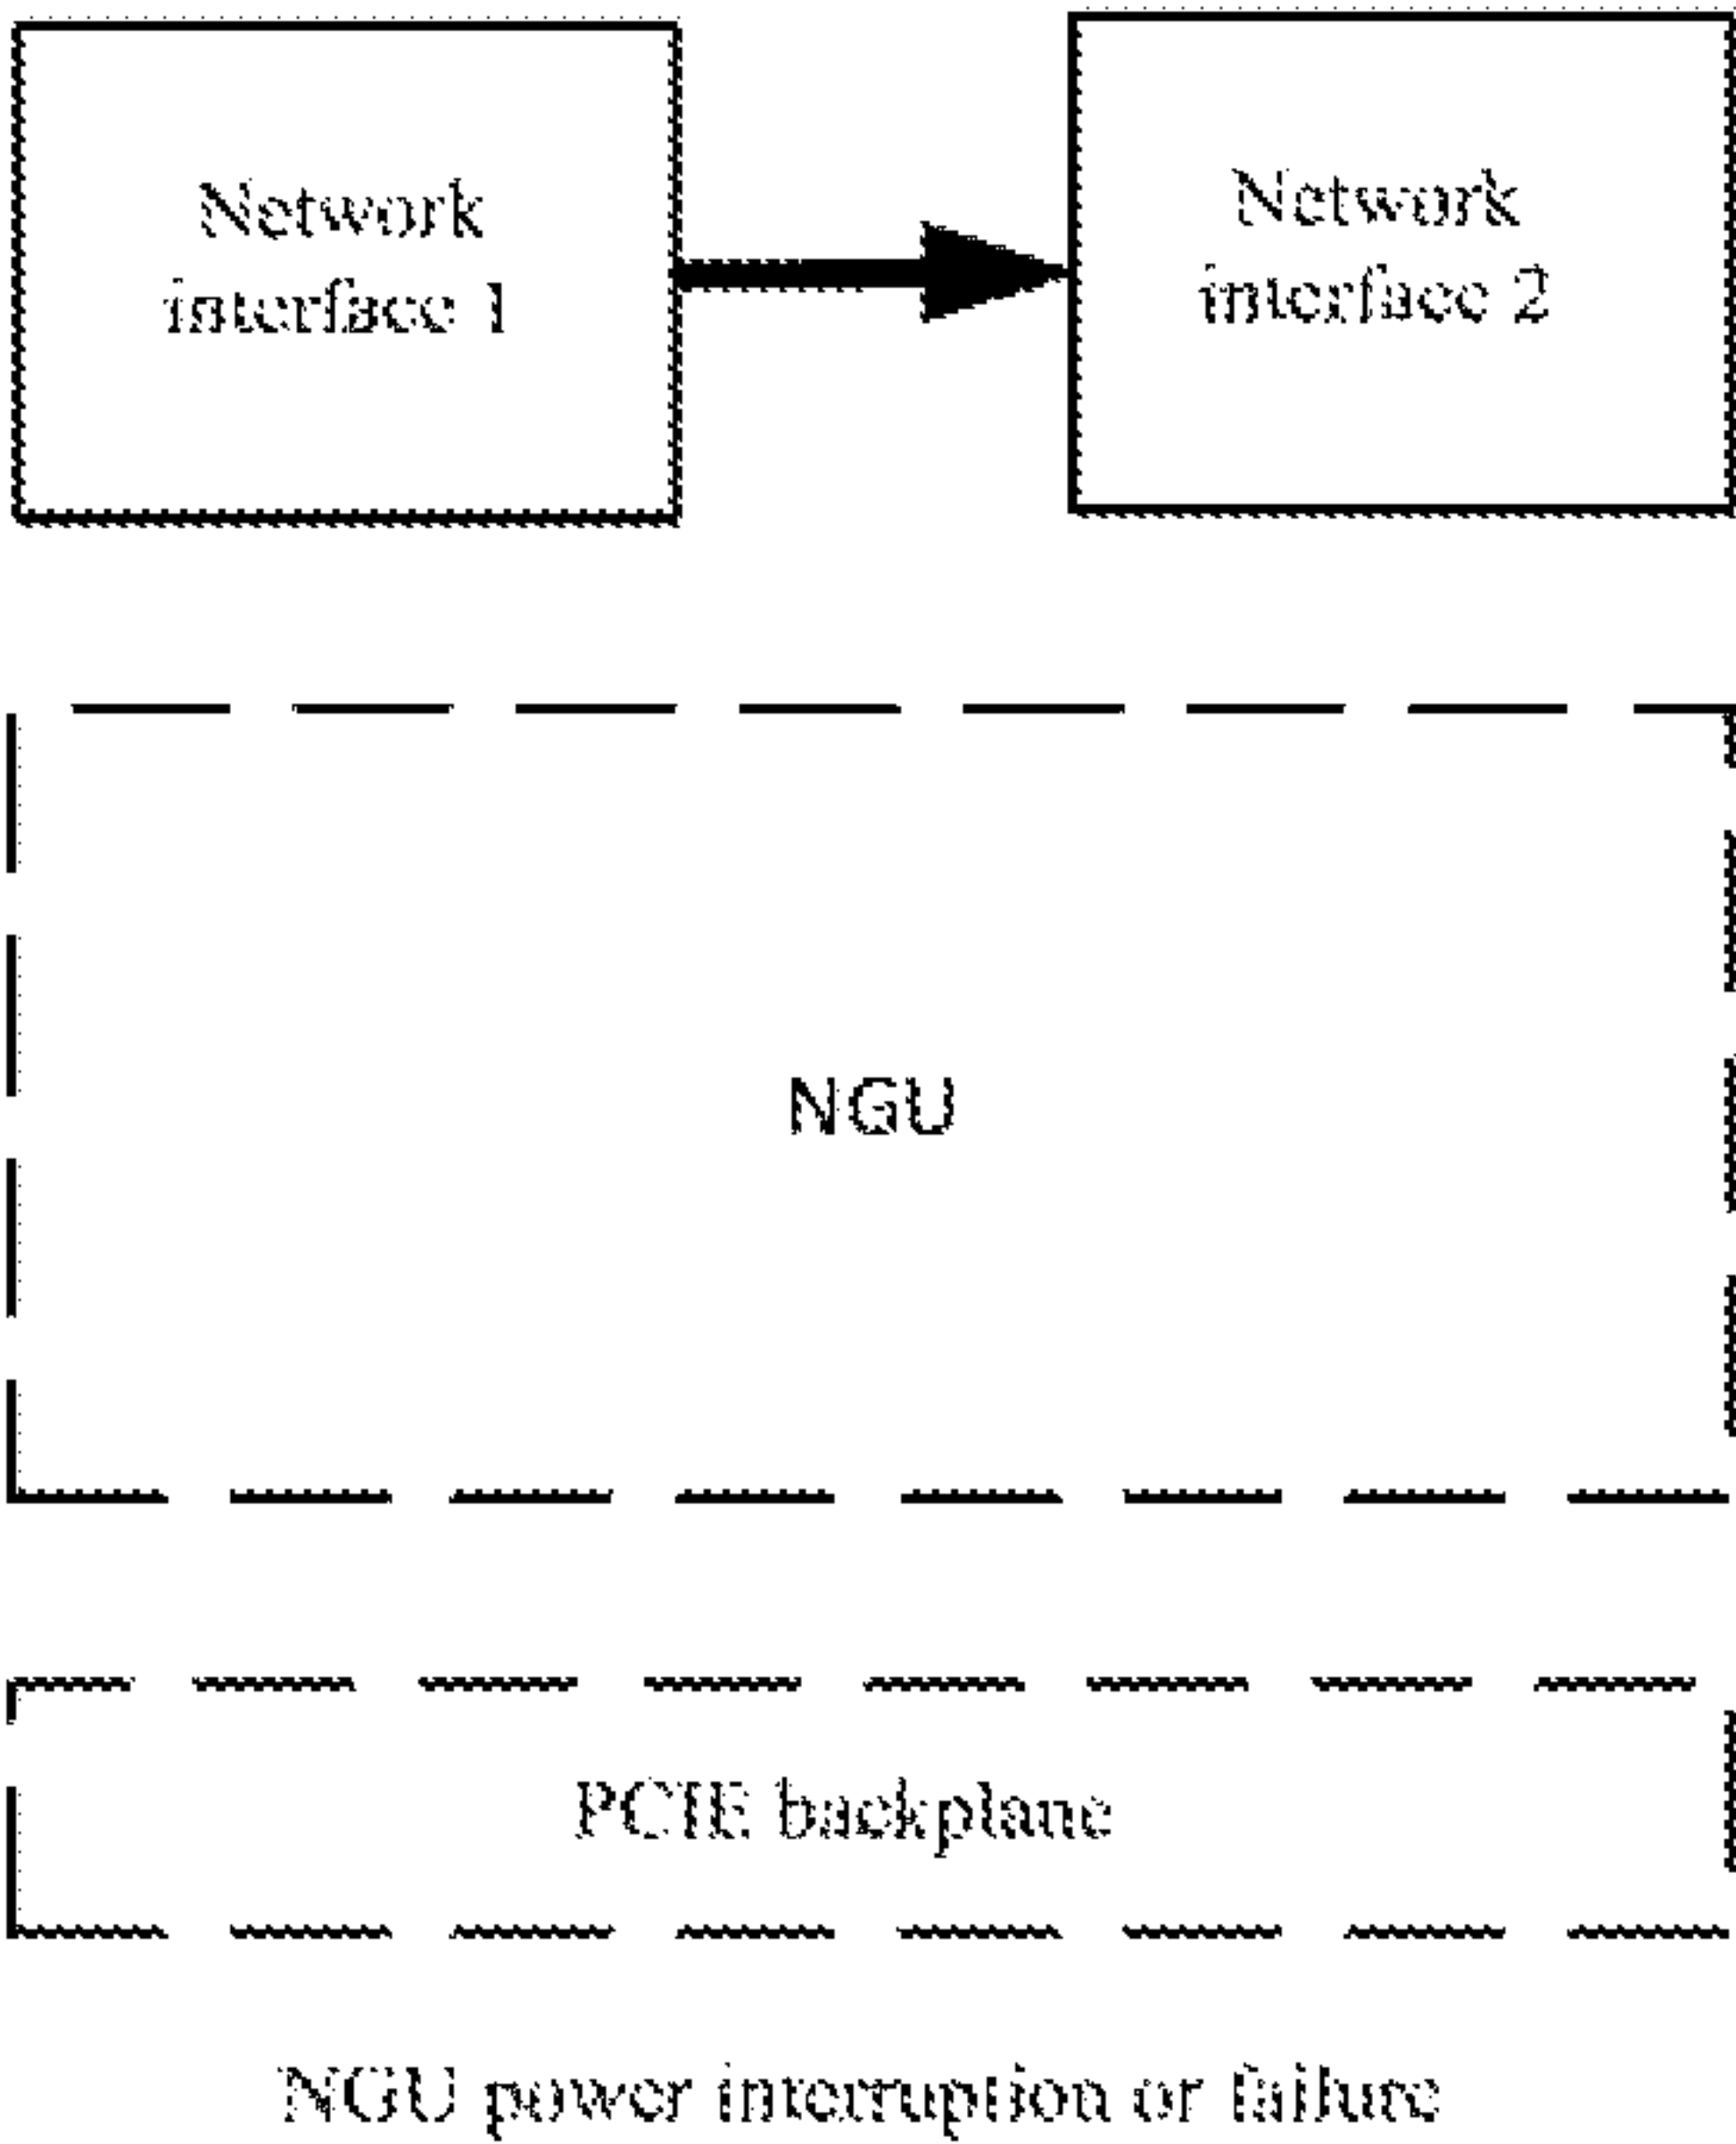 Network
interface 1
Network
interface 2
NGU
PCIE backplane
NGU power interruption or failure